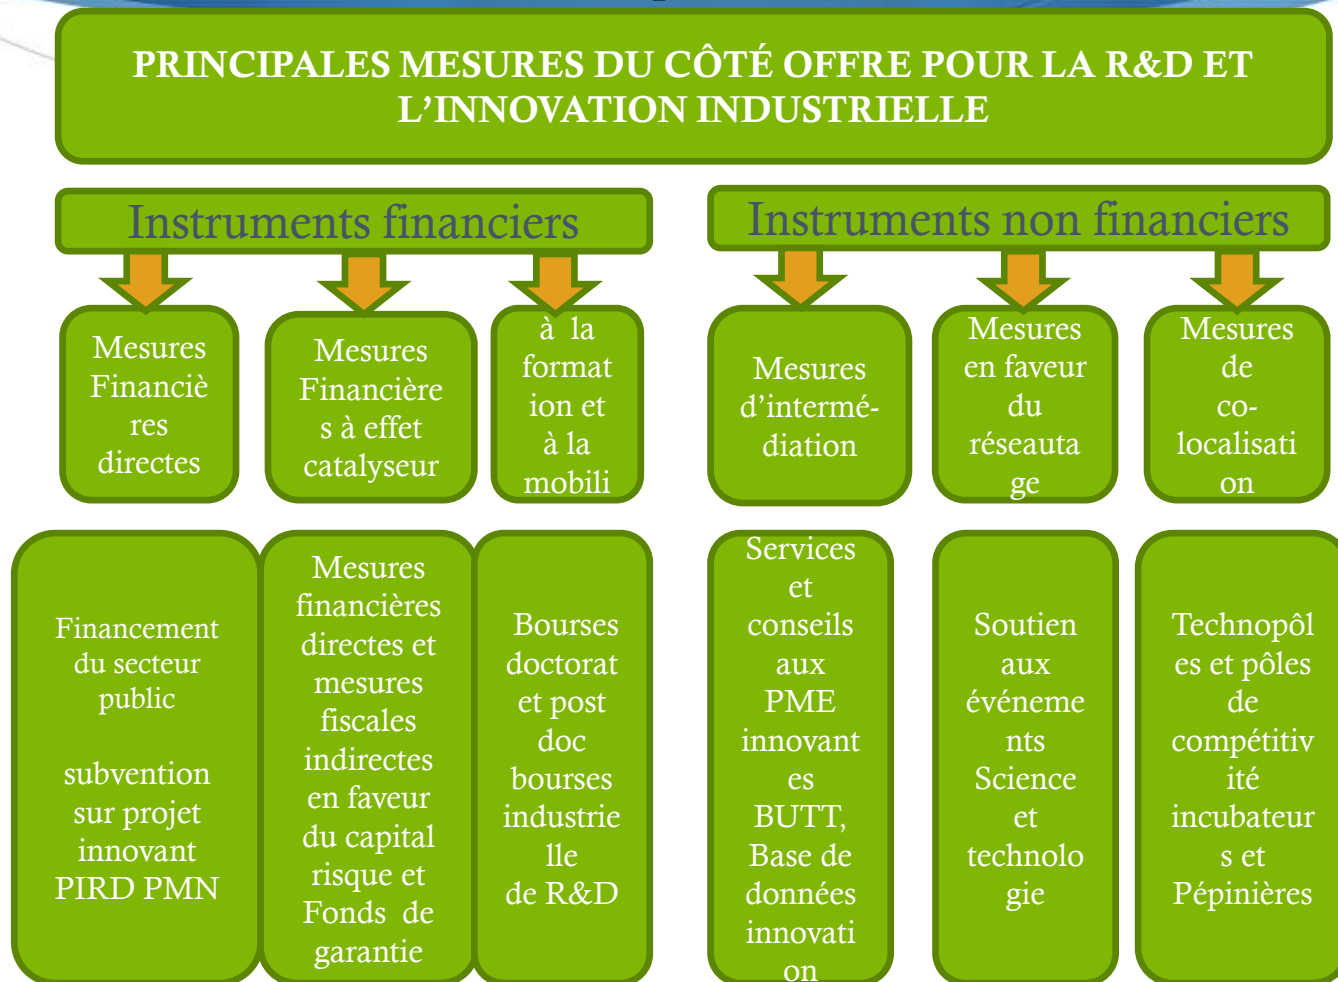 PRINCIPALES MESURES DU CÔTÉ OFFRE POUR LA R&D ET
L’INNOVATION INDUSTRIELLE
Instruments financiers
Instruments non financiers
Mesures
Financiè
res
directes
Mesures
Financière
s à effet
catalyseur
à la
format
ion et
à la
mobili
Mesures
d’intermé-
diation
Mesures
en faveur
du
réseauta
ge
Mesures
de
co-
localisati
on
Financement
du secteur
public
subvention
sur projet
innovant
PIRD PMN
Mesures
financières
directes et
mesures
fiscales
indirectes
en faveur
du capital
risque et
Fonds de
garantie
Bourses
doctorat
et post
doc
bourses
industrie
lle
de R&D
Services
et
conseils
aux
PME
innovant
es
BUTT,
Base de
données
innovati
on
Soutien
aux
événeme
nts
Science
et
technolo
gie
Technopôl
es et pôles
de
compétitiv
ité
incubateur
s et
Pépinières